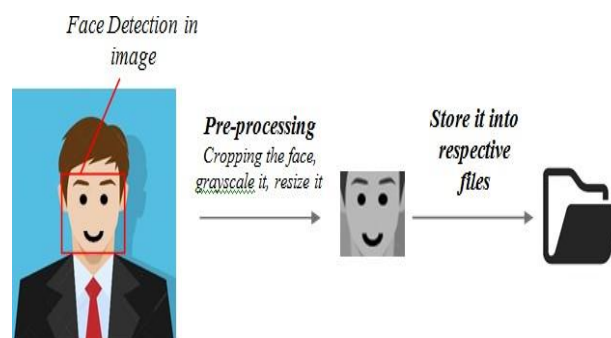 Face Detection in
image
Pre-processing
Cropping the face,
grayscale it, resize it
Store it into
respective
files